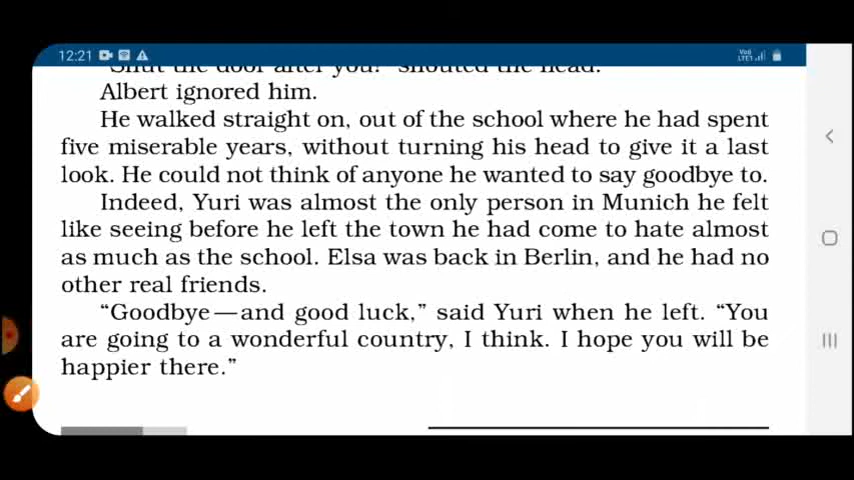 12:21
Albert ignored him.
He walked straight on, out of the school where he had spent
five miserable years, without turning his head to give it a last
look. He could not think of anyone he wanted to say goodbye to.
Indeed, Yuri was almost the only person in Munich he felt
like seeing before he left the town he had come to hate almost
as much as the school. Elsa was back in Berlin, and he had no
other real friends.
“Goodbye — and good luck,” said Yuri when he left. “You
are going to a wonderful country, I think. I hope you will be
happier there.”